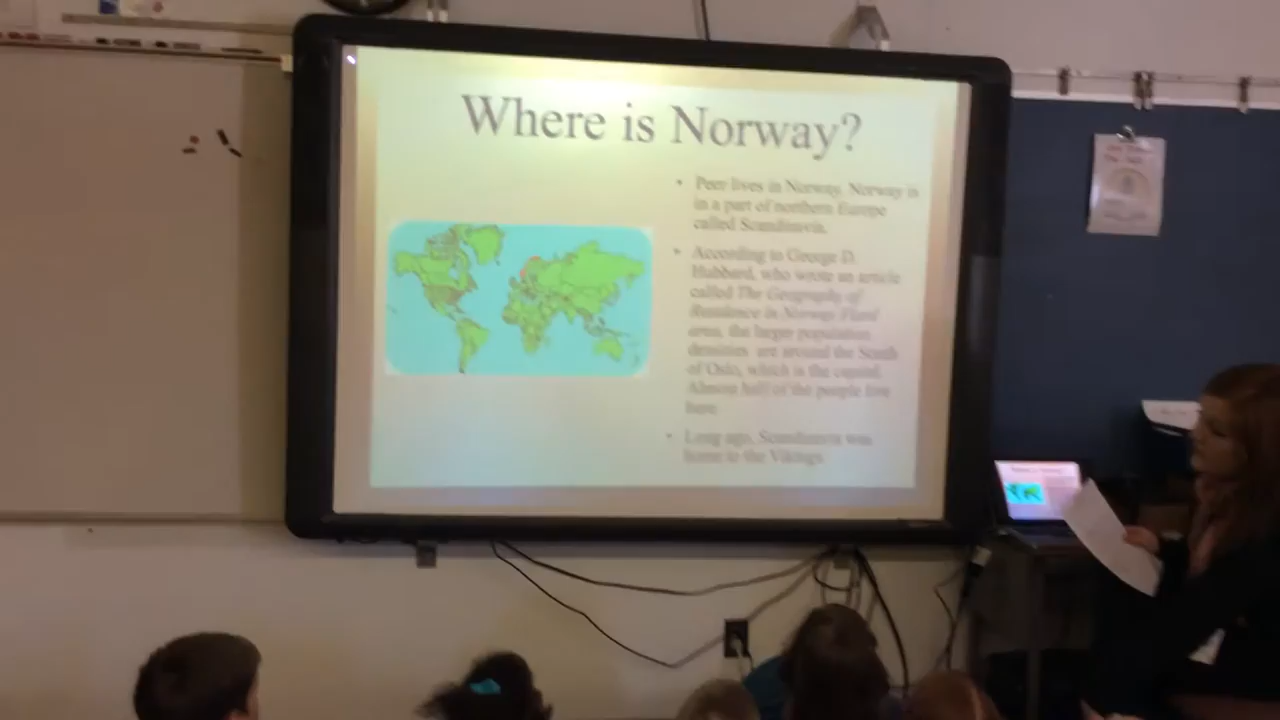 Where is Norway?
• Peer lives in Norway. Norway is
in a part of northern Europe
called Scandinavia.
• According to George D.
Hubbard, who wrote an article
called The Geography of
Residence in Norway Fiord
area, the larger population
densities are around the South
of Oslo, which is the capital.
Almost half of the people live
here.
• Long ago, Scandinavia was
home to the Vikings.